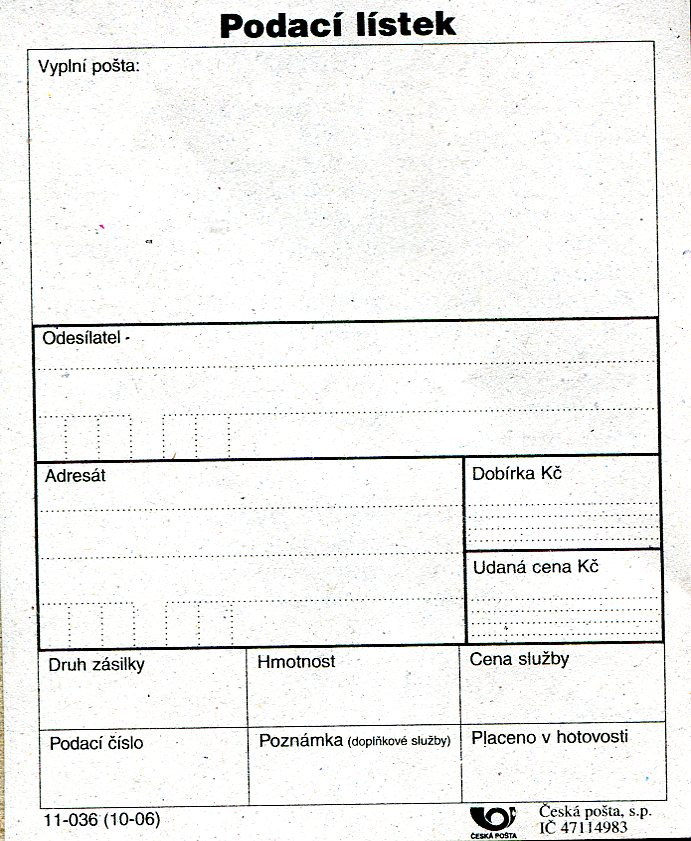 Podací lístek
Vyplní pošta:
Odesílatel
Adresát
Dobírka Kč
Udaná cena Kč
Druh zásilky
Hmotnost
Cena služby
Podací číslo
Poznámka (doplňkové služby)
Placeno v hotovosti
11-036 (10-06)
ČESKÁ POŠTA
Česká pošta, s.p.
IČ 47114983